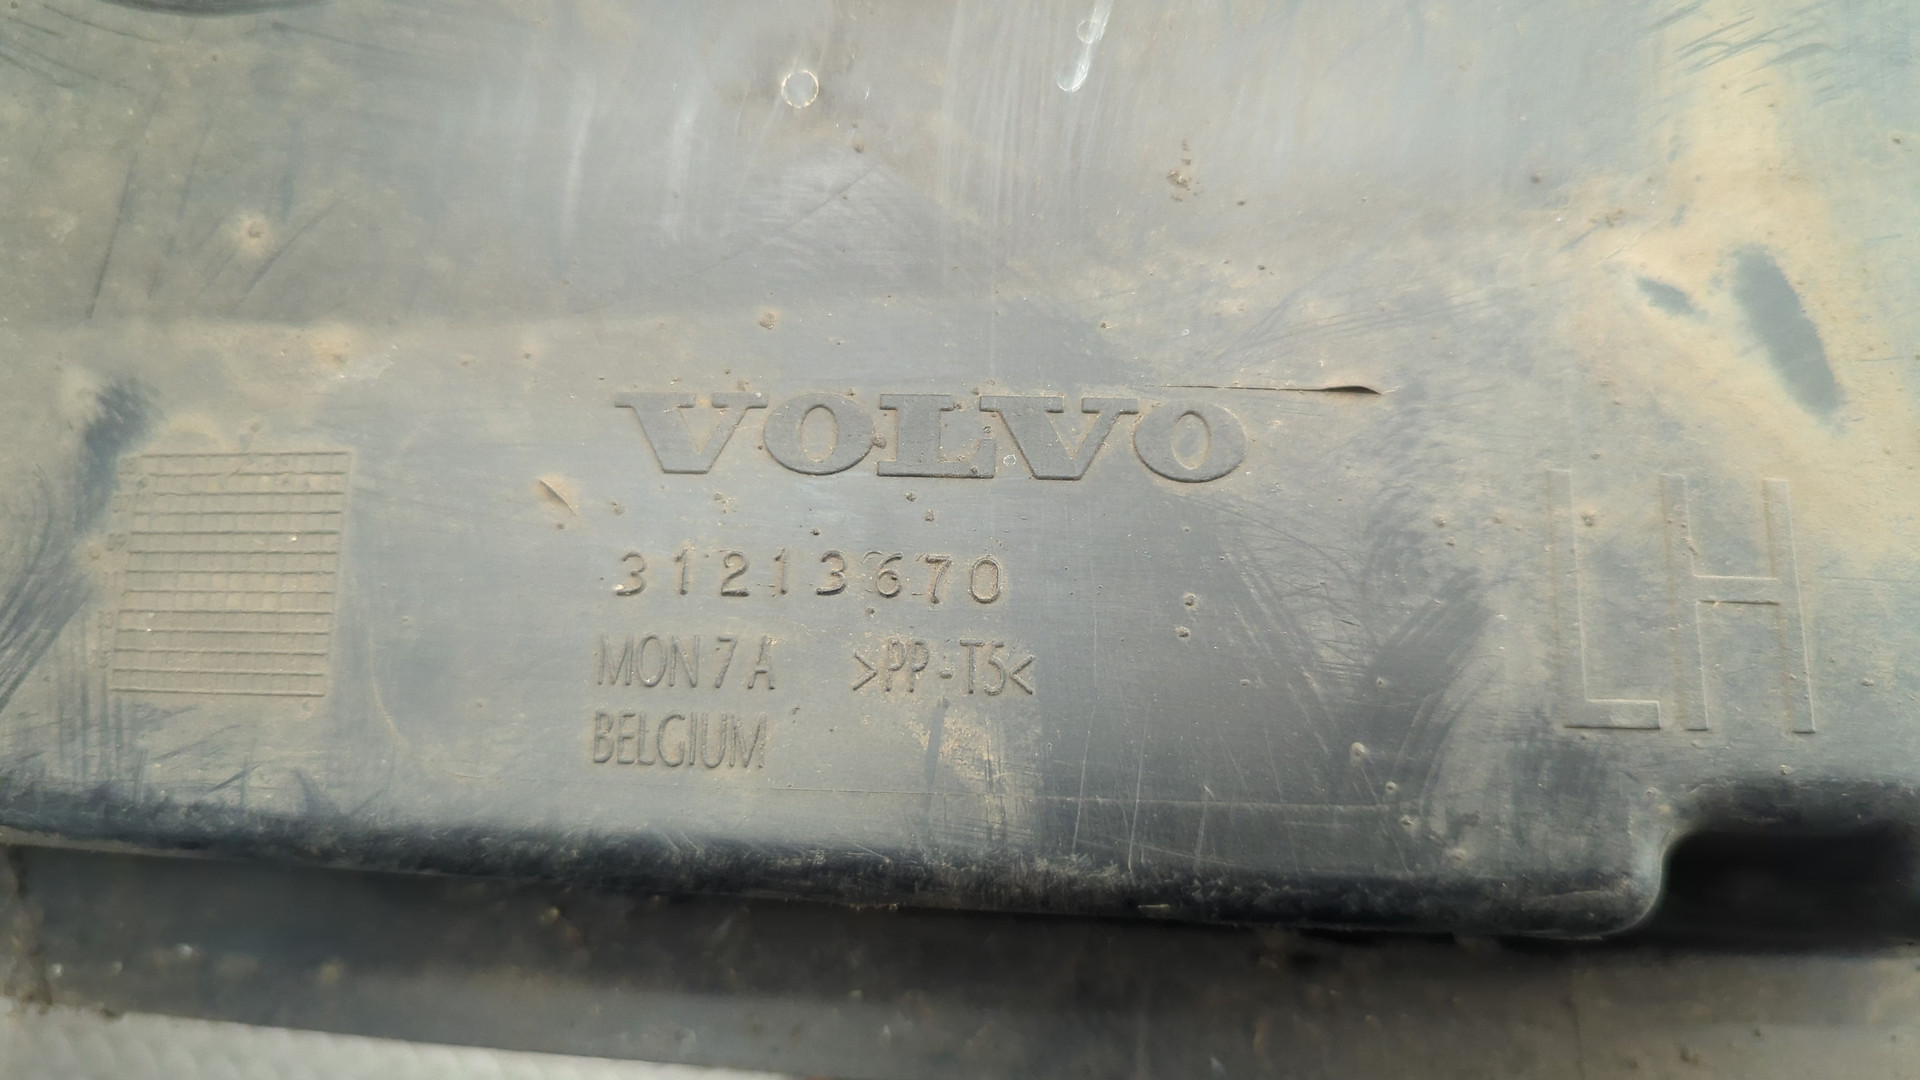 VOLVO
31213670
MON 7 A >PP-T5<
BELGIUM
LH